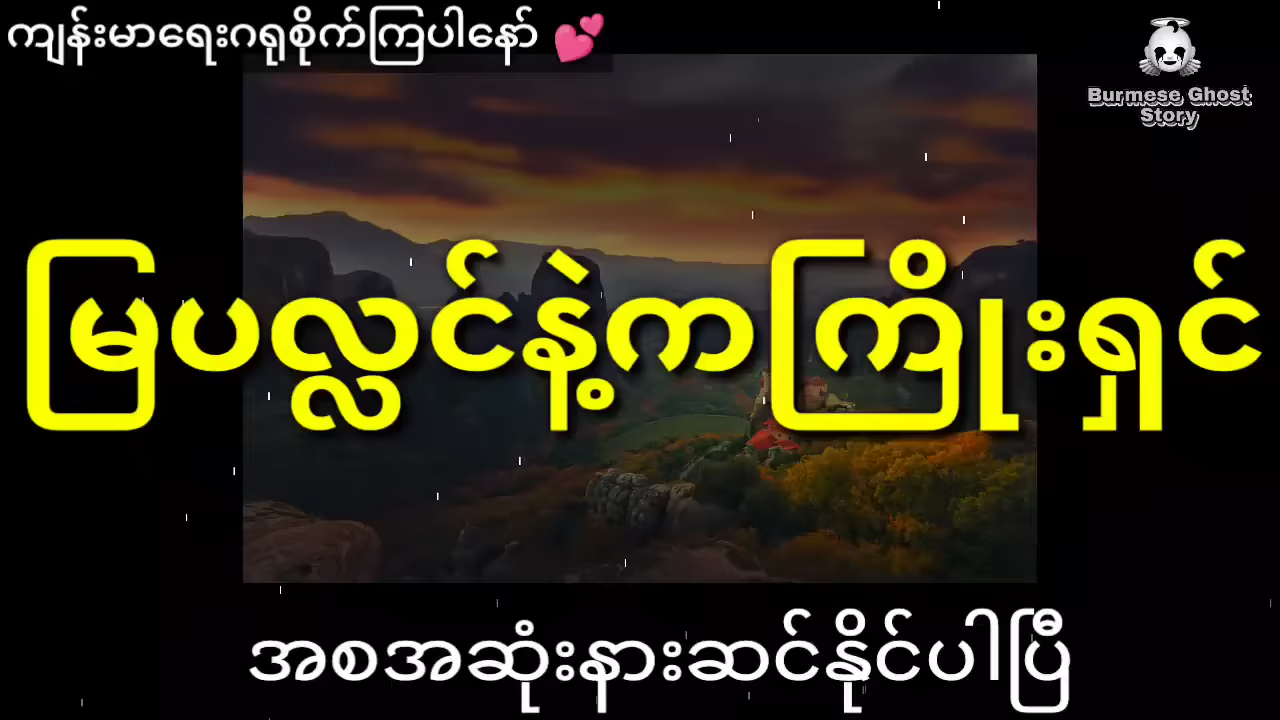 ကျန်းမာရေးဂရုစိုက်ကြပါနော် 💕
Burmese Ghost
Story
မြပလ္လင်နဲ့ကကြိုးရှင်
အစအဆုံးနားဆင်နိုင်ပါပြီ